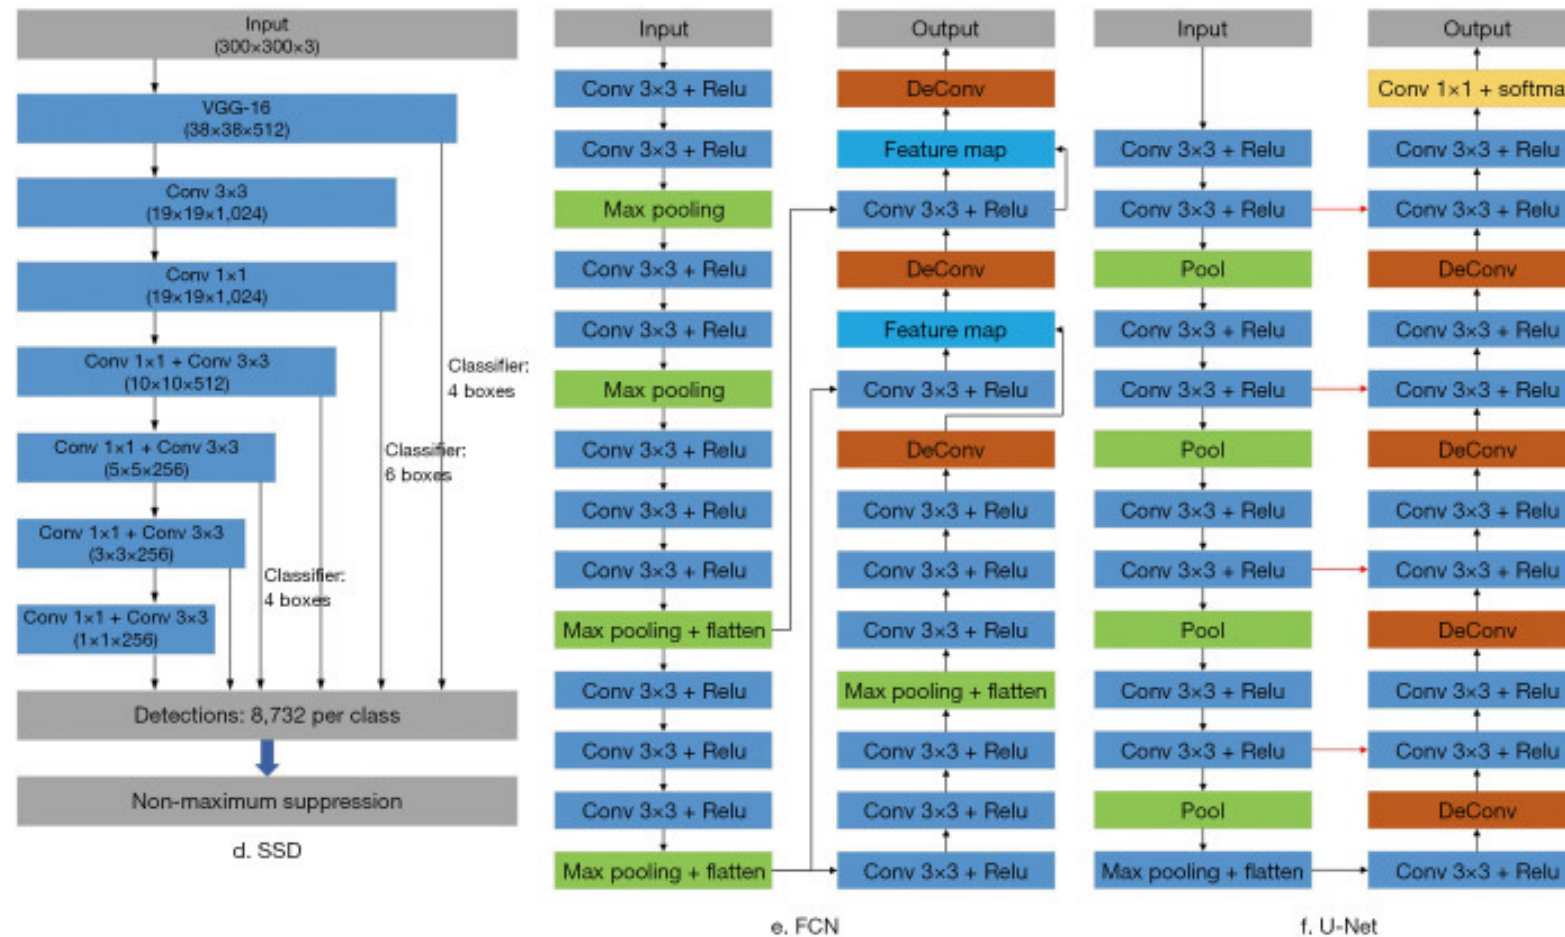 Input
(300×300×3)
VGG-16
(38×38×512)
Conv 3×3
(19×19×1,024)
Conv 1×1
(19×19×1,024)
Conv 1×1 + Conv 3×3
(10×10×512)
Conv 1×1 + Conv 3×3
(5×5×256)
Conv 1×1 + Conv 3×3
(3×3×256)
Conv 1×1 + Conv 3×3
(1×1×256)
Classifier:
4 boxes
Classifier:
6 boxes
Classifier:
4 boxes
Detections: 8,732 per class
Non-maximum suppression
d. SSD
Input
Conv 3×3 + Relu
Conv 3×3 + Relu
Max pooling
Conv 3×3 + Relu
Conv 3×3 + Relu
Max pooling
Conv 3×3 + Relu
Conv 3×3 + Relu
Conv 3×3 + Relu
Max pooling + flatten
Conv 3×3 + Relu
Conv 3×3 + Relu
Conv 3×3 + Relu
Max pooling + flatten
Output
DeConv
Feature map
Conv 3×3 + Relu
DeConv
Feature map
Conv 3×3 + Relu
DeConv
Conv 3×3 + Relu
Conv 3×3 + Relu
Conv 3×3 + Relu
Max pooling + flatten
Conv 3×3 + Relu
Conv 3×3 + Relu
Conv 3×3 + Relu
e. FCN
Input
Conv 3×3 + Relu
Conv 3×3 + Relu
Pool
Conv 3×3 + Relu
Conv 3×3 + Relu
Pool
Conv 3×3 + Relu
Conv 3×3 + Relu
Pool
Conv 3×3 + Relu
Conv 3×3 + Relu
Pool
Max pooling + flatten
Output
Conv 1×1 + softma
Conv 3×3 + Relu
Conv 3×3 + Relu
DeConv
Conv 3×3 + Relu
Conv 3×3 + Relu
DeConv
Conv 3×3 + Relu
Conv 3×3 + Relu
DeConv
Conv 3×3 + Relu
Conv 3×3 + Relu
DeConv
Conv 3×3 + Relu
f. U-Net